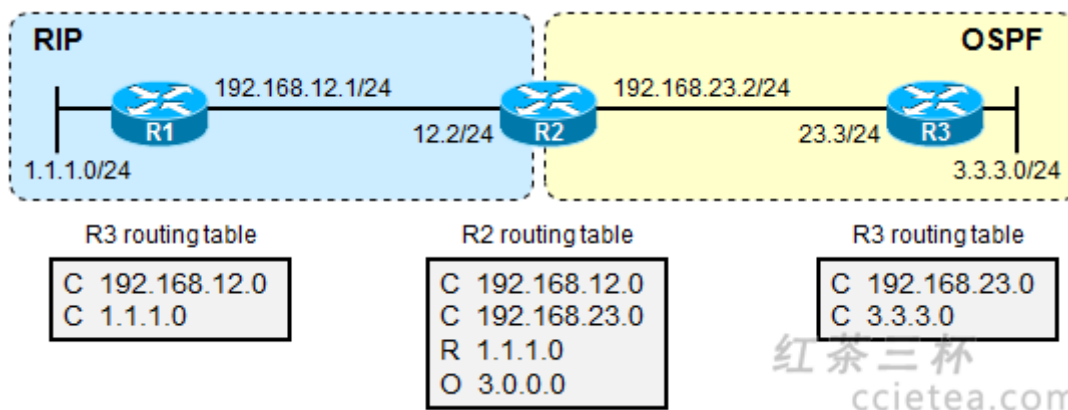 RIP
OSPF
192.168.12.1/24
192.168.23.2/24
R1
12.2/24
R2
23.3/24
R3
1.1.1.0/24
3.3.3.0/24
R3 routing table
C 192.168.12.0
C 1.1.1.0
R2 routing table
C 192.168.12.0
C 192.168.23.0
R 1.1.1.0
O 3.0.0.0
R3 routing table
C 192.168.23.0
C 3.3.3.0
红茶三杯
ccietea.com